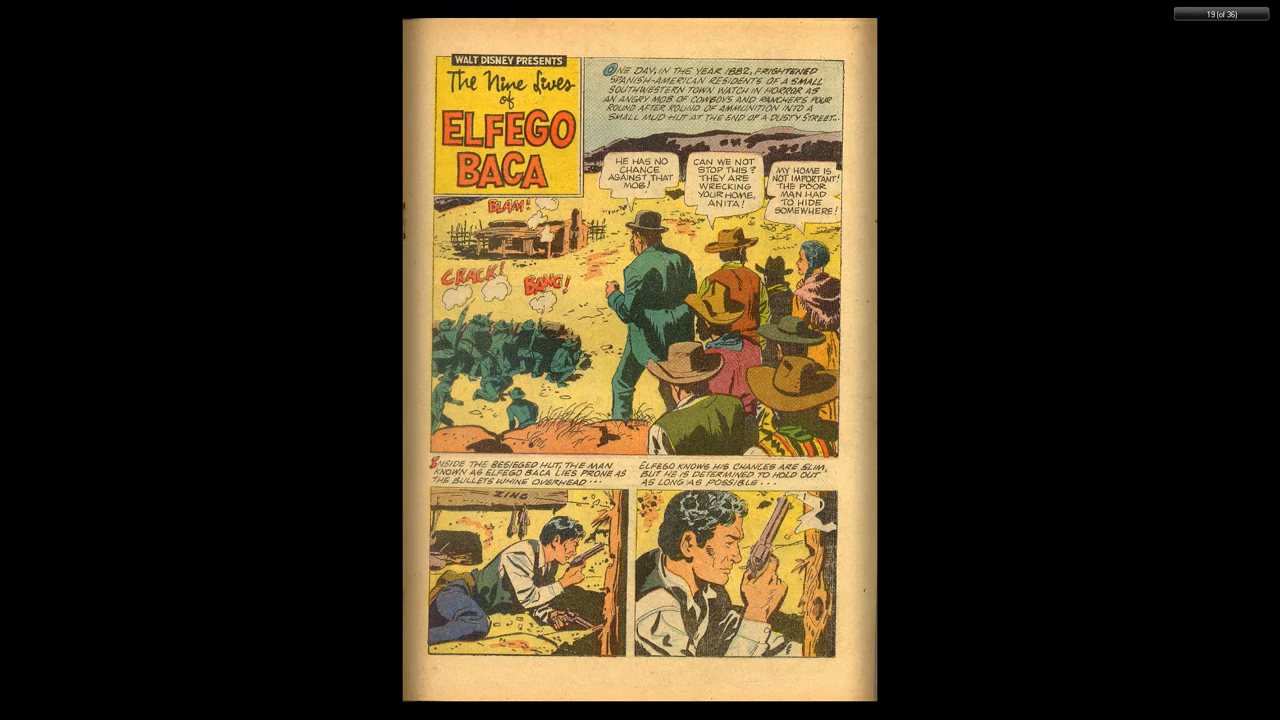 19 (of 36)
WALT DISNEY PRESENTS
The Nine Lives
of
ELFEGO
BACA
ONE DAY, IN THE YEAR 1882, FRIGHTENED
SPANISH-AMERICAN RESIDENTS OF A SMALL
SOUTHWESTERN TOWN WATCH IN HORROR AS
AN ANGRY MOB OF COWBOYS AND RANCHERS POUR
ROUND AFTER ROUND OF AMMUNITION INTO A
SMALL MUD HUT AT THE END OF A DUSTY STREET...
HE HAS NO
CHANCE
AGAINST THAT
MOB!
CAN WE NOT
STOP THIS?
THEY ARE
WRECKING
YOUR HOME,
ANITA!
MY HOME IS
NOT IMPORTANT!
THE POOR
MAN HAD
TO HIDE
SOMEWHERE!
BLAM!
CRACK!
BANG!
INSIDE THE BESIEGED HUT, THE MAN
KNOWN AS ELFEGO BACA LIES PRONE AS
THE BULLETS WHINE OVERHEAD...
ELFEGO KNOWS HIS CHANCES ARE SLIM,
BUT HE IS DETERMINED TO HOLD OUT
AS LONG AS POSSIBLE...
ZING